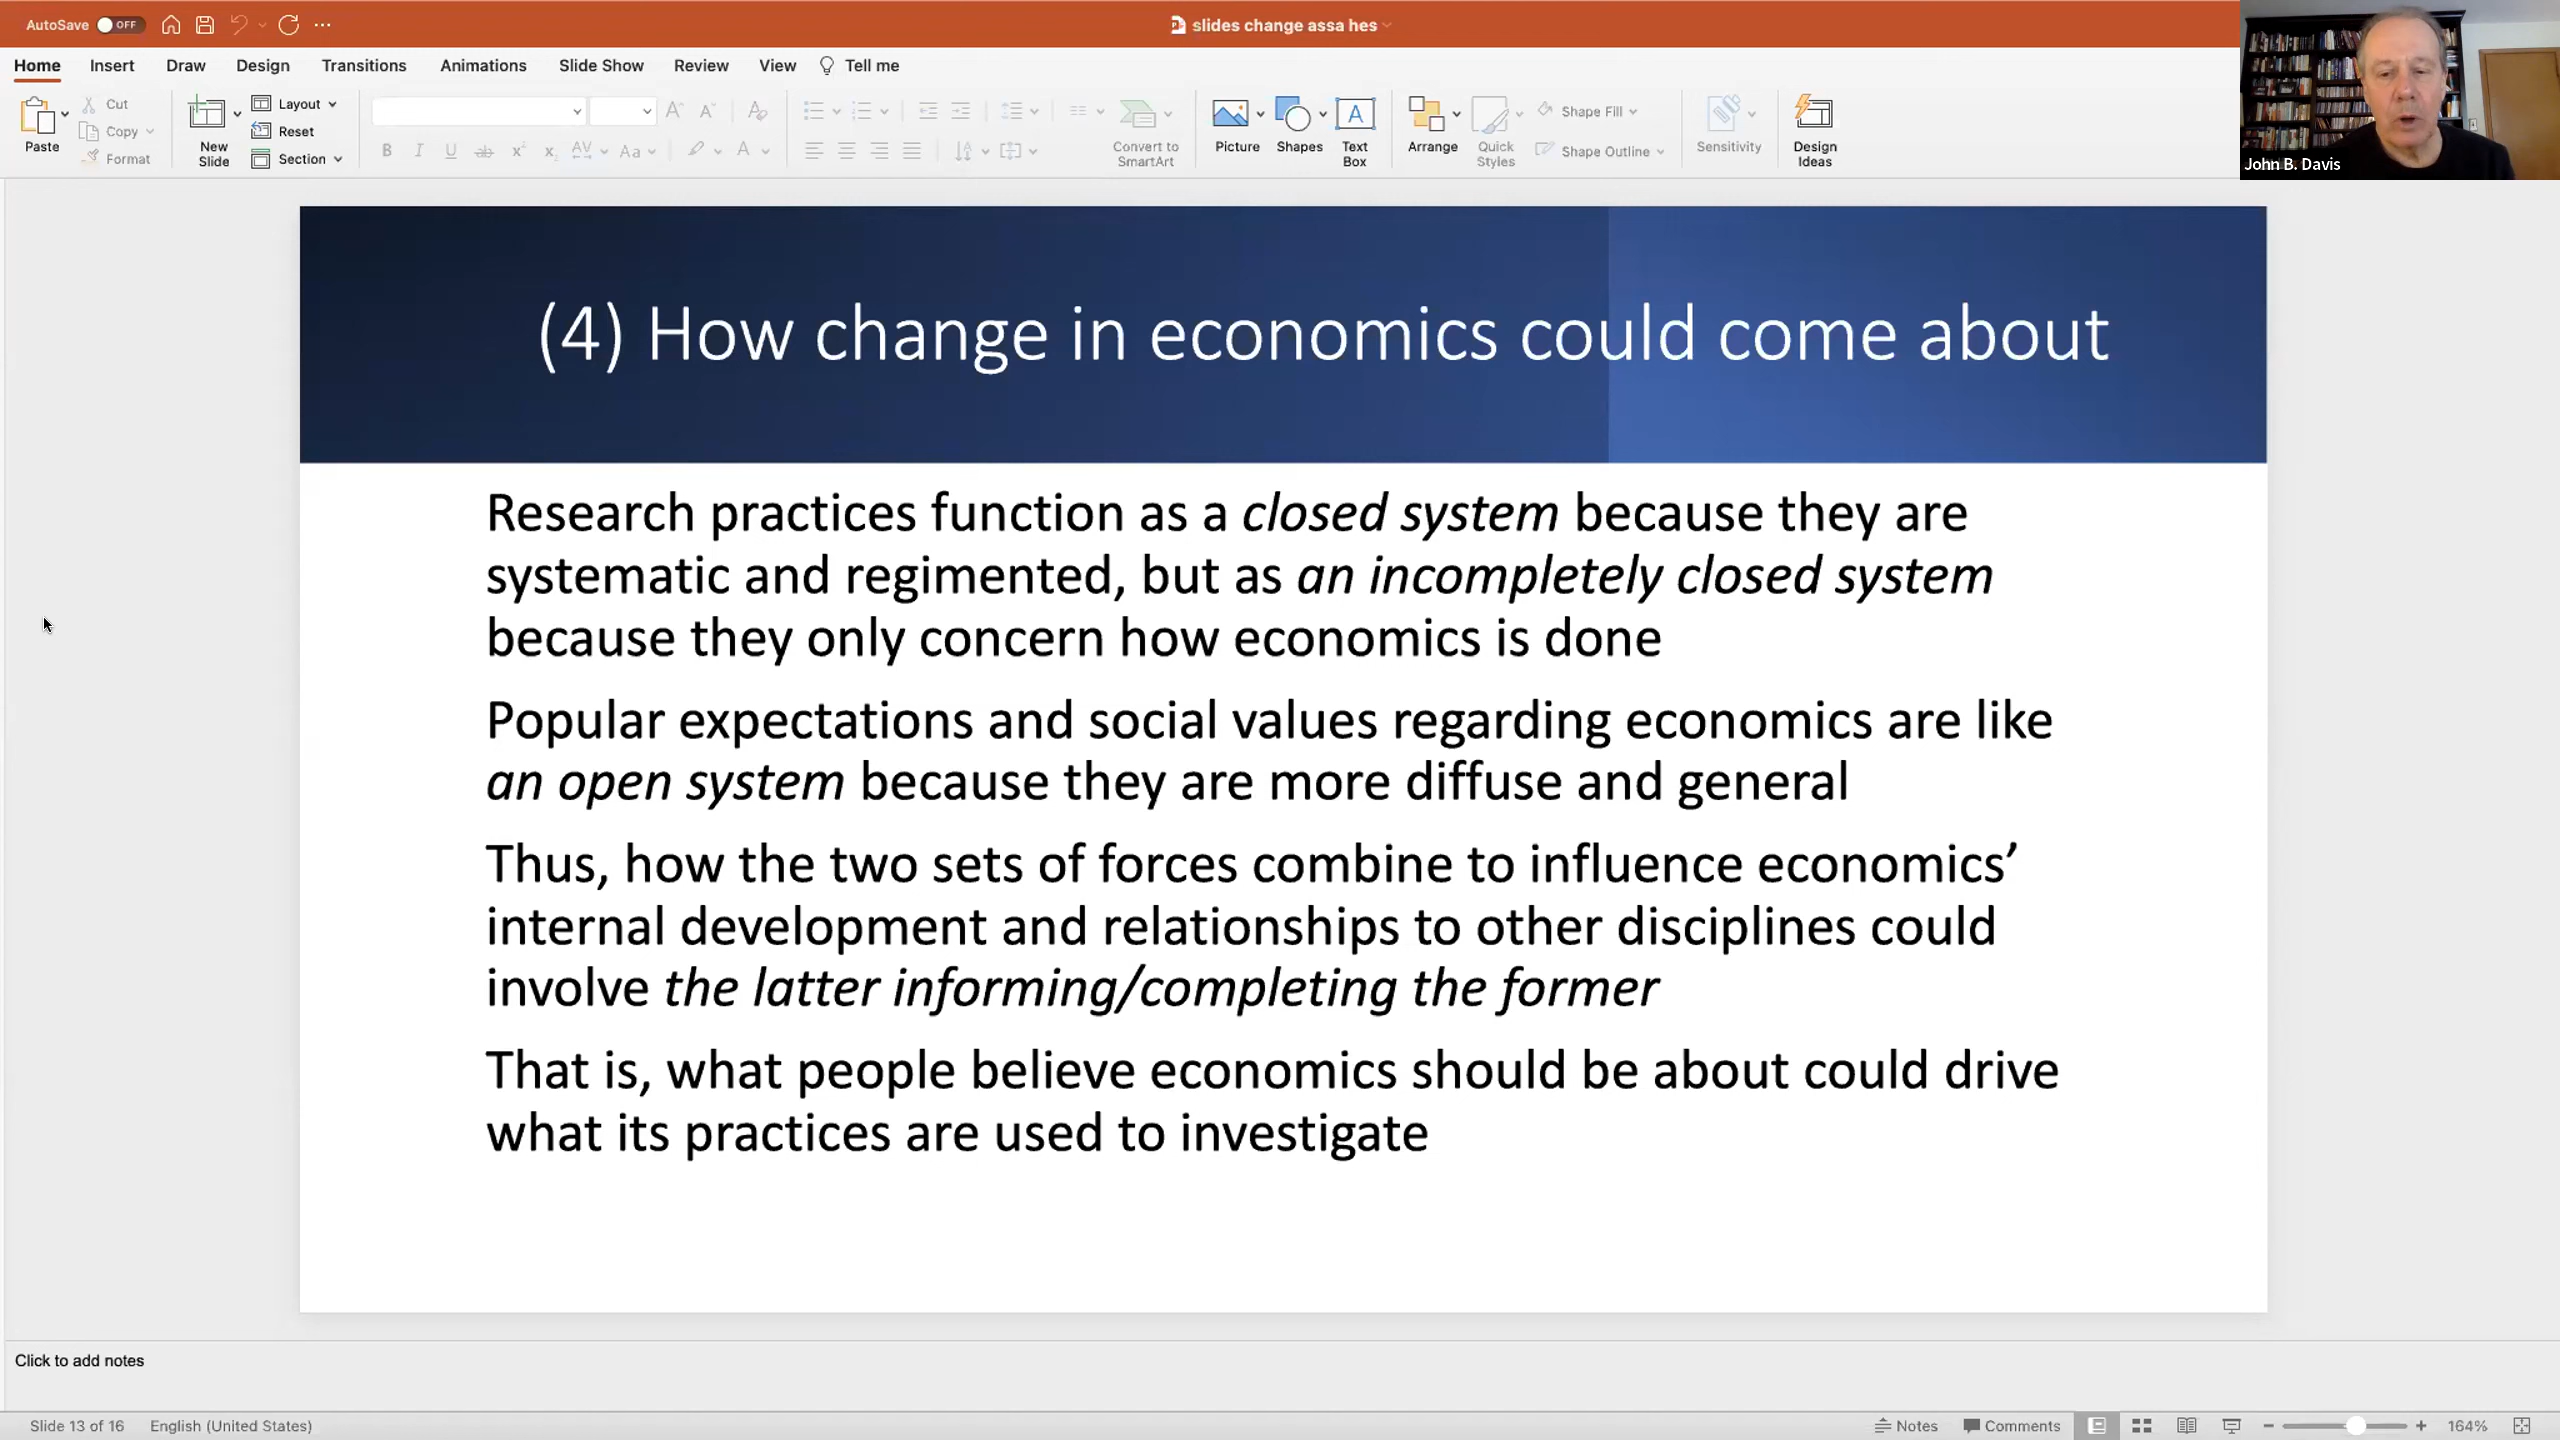 AutoSave OFF
slides change assa hes
Home Insert Draw Design Transitions Animations Slide Show Review View Tell me
Paste
Cut
Copy
Format
New
Slide
Layout
Reset
Section
B I U ab x² x₂ AV Aa A
Convert to
SmartArt
Picture
Shapes
Text
Box
Arrange
Quick
Styles
Shape Fill
Shape Outline
Sensitivity
Design
Ideas
John B. Davis
(4) How change in economics could come about
Research practices function as a closed system because they are
systematic and regimented, but as an incompletely closed system
because they only concern how economics is done
Popular expectations and social values regarding economics are like
an open system because they are more diffuse and general
Thus, how the two sets of forces combine to influence economics’
internal development and relationships to other disciplines could
involve the latter informing/completing the former
That is, what people believe economics should be about could drive
what its practices are used to investigate
Click to add notes
Slide 13 of 16 English (United States) Notes Comments 164%